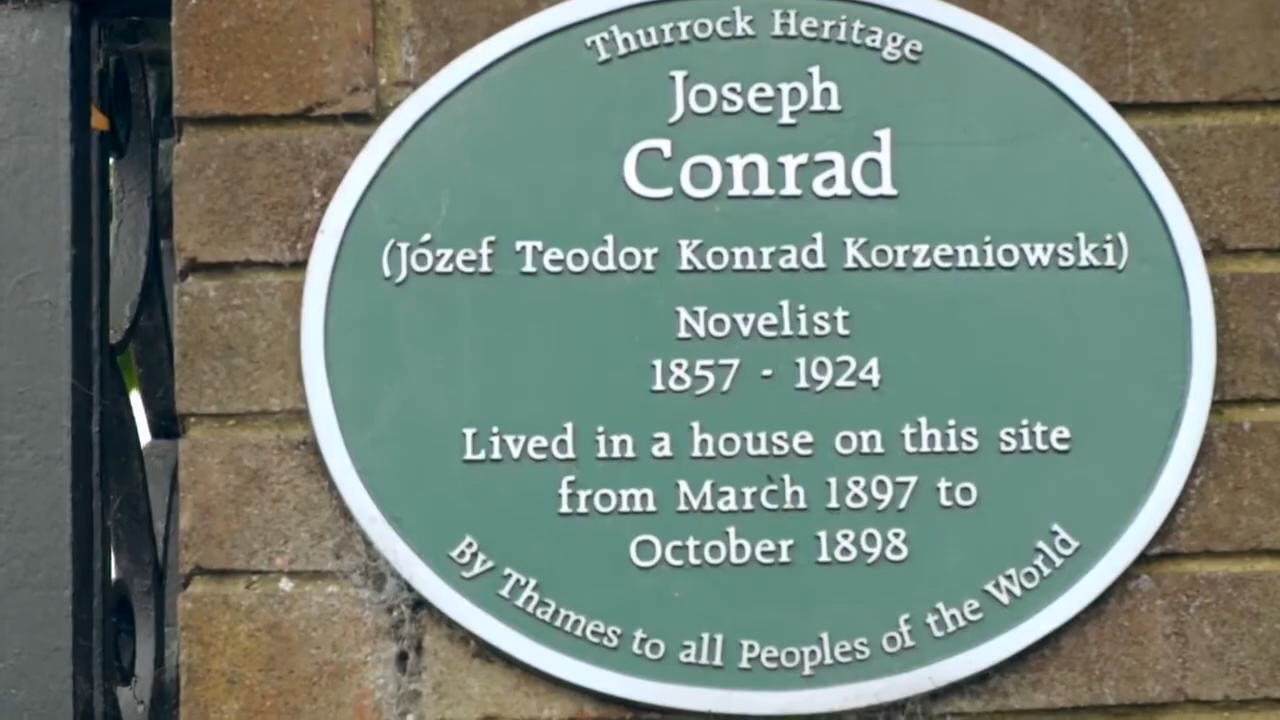 Thurrock Heritage
Joseph
Conrad
(Józef Teodor Konrad Korzeniowski)
Novelist
1857 - 1924
Lived in a house on this site
from March 1897 to
October 1898
By Thames to all Peoples of the World